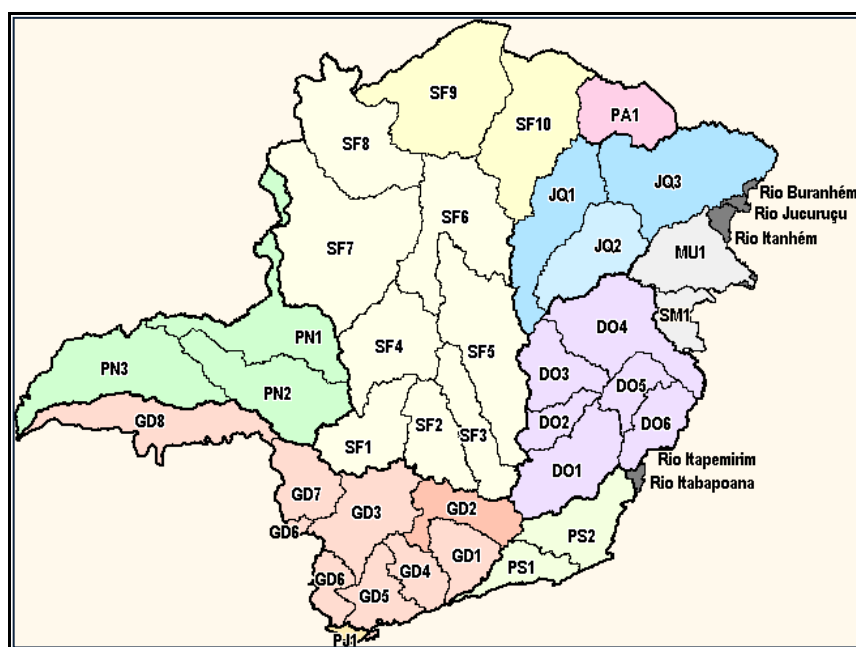 SF9
SF10
PA1
SF8
JQ1
JQ3
Rio Buranhém
Rio Jucuruçu
SF6
Rio Itanhém
SF7
JQ2
MU1
SM1
PN1
DO4
SF4
SF5
PN3
DO3
PN2
DO5
GD8
DO2
DO6
SF2
SF3
SF1
Rio Itapemirim
DO1
Rio Itabapoana
GD7
GD3
GD2
GD6
PS2
GD1
PS1
GD6
GD4
GD5
PJ1